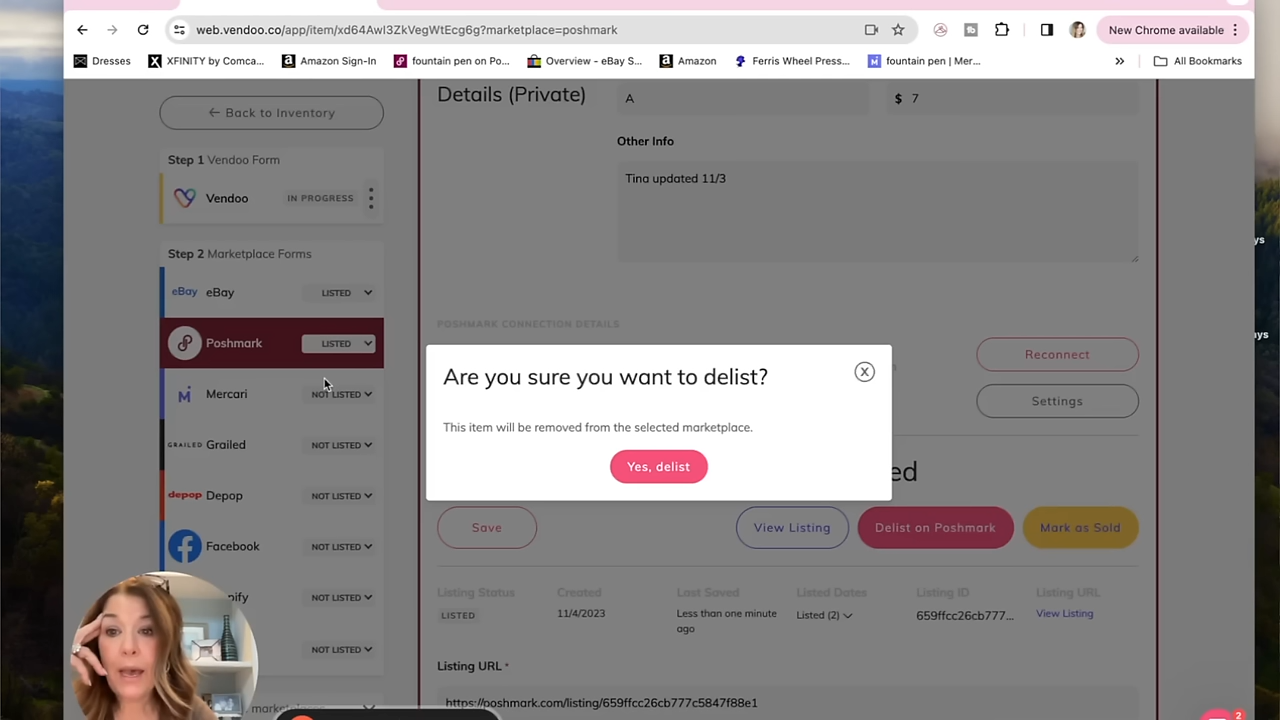 web.vendoo.co/app/item/xd64AwI3ZkVegWtEcg6g?marketplace=poshmark
New Chrome available
Dresses
XFINITY by Comca...
Amazon Sign-In
fountain pen on Po...
Overview - eBay S...
Amazon
Ferris Wheel Press...
fountain pen | Mer...
»
All Bookmarks
← Back to Inventory
Step 1 Vendoo Form
Vendoo
IN PROGRESS
Step 2 Marketplace Forms
eBay eBay LISTED
Poshmark LISTED
Mercari NOT LISTED
GRAILED Grailed NOT LISTED
depop Depop NOT LISTED
Facebook NOT LISTED
NOT LISTED
NOT LISTED
Details (Private)
A
$ 7
Other Info
Tina updated 11/3
POSHMARK CONNECTION DETAILS
Reconnect
Settings
Are you sure you want to delist?
X
This item will be removed from the selected marketplace.
Yes, delist
Save
View Listing
Delist on Poshmark
Mark as Sold
Listing Status
LISTED
Created
11/4/2023
Last Saved
Less than one minute
ago
Listed Dates
Listed (2)
Listing ID
659ffcc26cb777...
Listing URL
View Listing
Listing URL *
https://poshmark.com/listing/659ffcc26cb777c5847f88e1
2